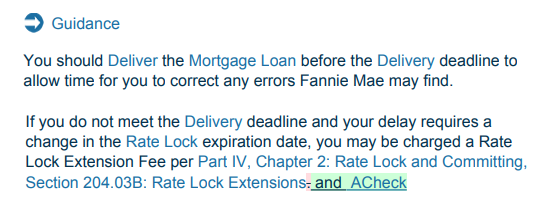 Guidance
You should Deliver the Mortgage Loan before the Delivery deadline to
allow time for you to correct any errors Fannie Mae may find.
If you do not meet the Delivery deadline and your delay requires a
change in the Rate Lock expiration date, you may be charged a Rate
Lock Extension Fee per Part IV, Chapter 2: Rate Lock and Committing,
Section 204.03B: Rate Lock Extensions. and ACheck